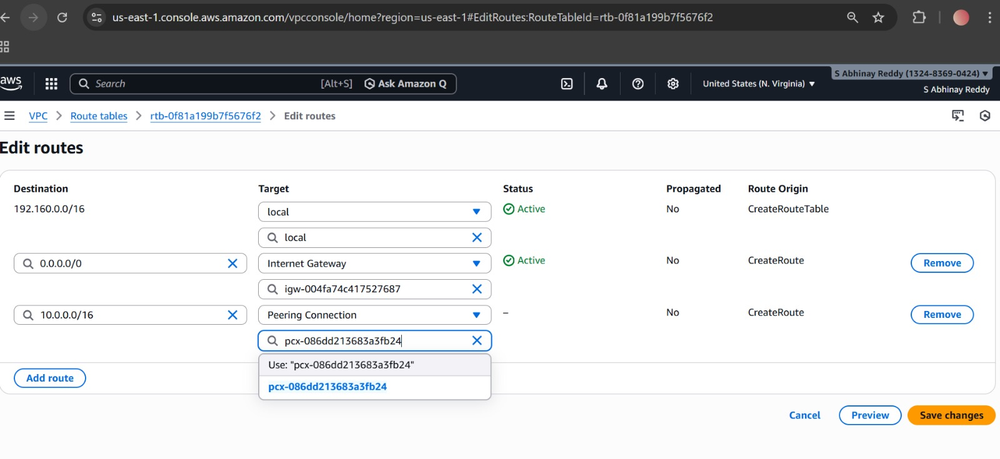 us-east-1.console.aws.amazon.com/vpcconsole/home?region=us-east-1#EditRoutes:RouteTableId=rtb-0f81a199b7f5676f2
aws Search [Alt+S] Ask Amazon Q United States (N. Virginia) S Abhinay Reddy (1324-8369-0424)
S Abhinay Reddy
VPC > Route tables > rtb-0f81a199b7f5676f2 > Edit routes
Edit routes
Destination Target Status Propagated Route Origin
192.160.0.0/16 local Active No CreateRouteTable
local
0.0.0.0/0 Internet Gateway Active No CreateRoute Remove
igw-004fa74c417527687
10.0.0.0/16 Peering Connection – No CreateRoute Remove
pcx-086dd213683a3fb24
Use: "pcx-086dd213683a3fb24"
Add route
pcx-086dd213683a3fb24
Cancel Preview Save changes